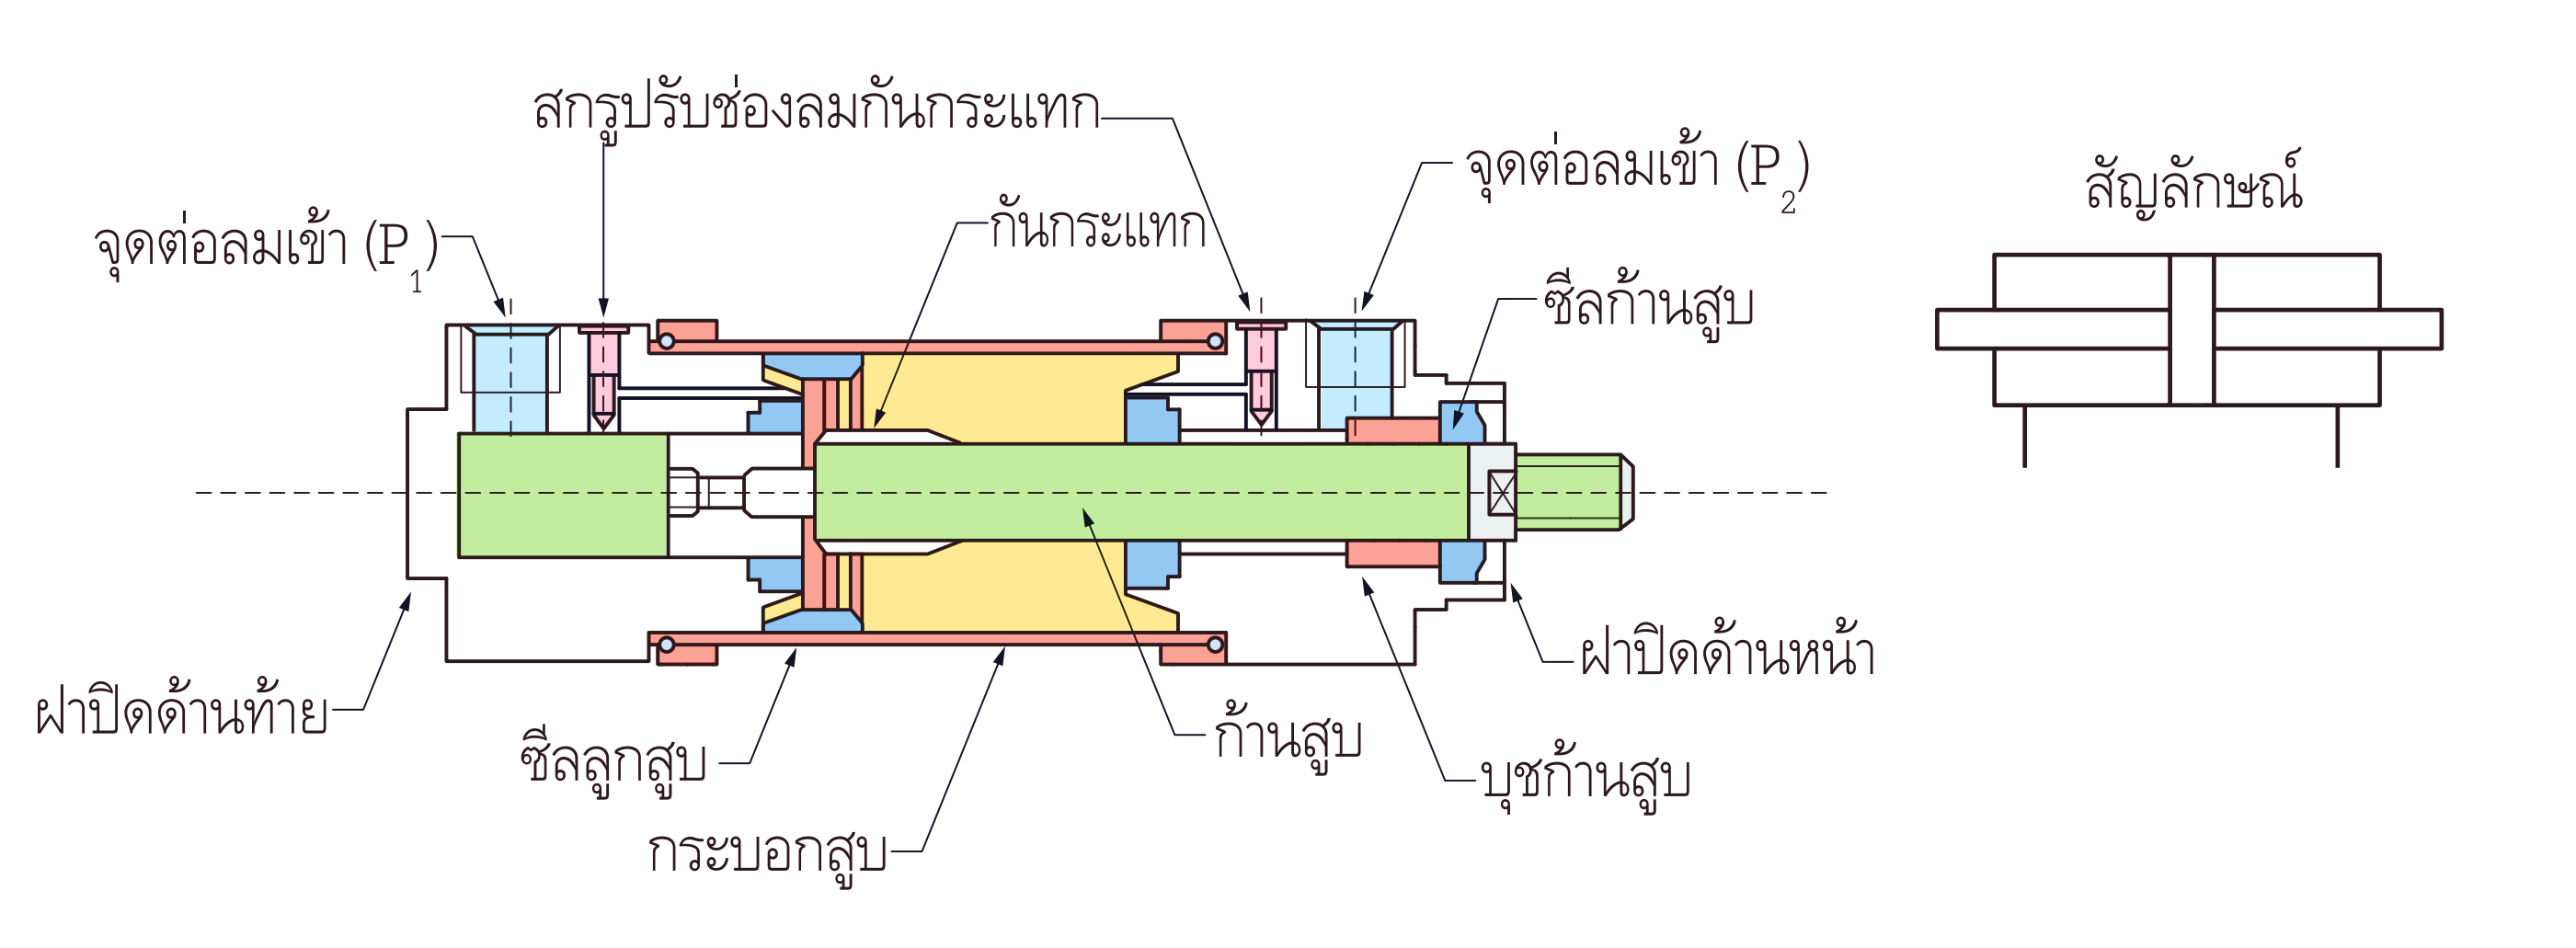 สกรูปรับช่องลมกันกระแทก
จุดต่อลมเข้า (P2)
สัญลักษณ์
จุดต่อลมเข้า (P1)
กันกระแทก
ซีลก้านสูบ
ฝาปิดด้านหน้า
ฝาปิดด้านท้าย
ซีลลูกสูบ
ก้านสูบ
บุชก้านสูบ
กระบอกสูบ